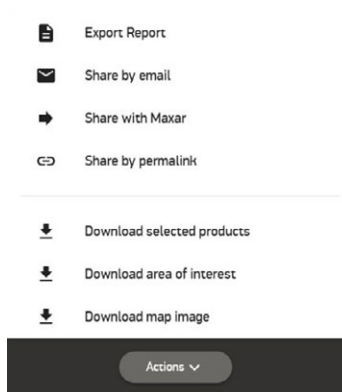 Export Report
Share by email
Share with Maxar
Share by permalink
Download selected products
Download area of interest
Download map image
Actions